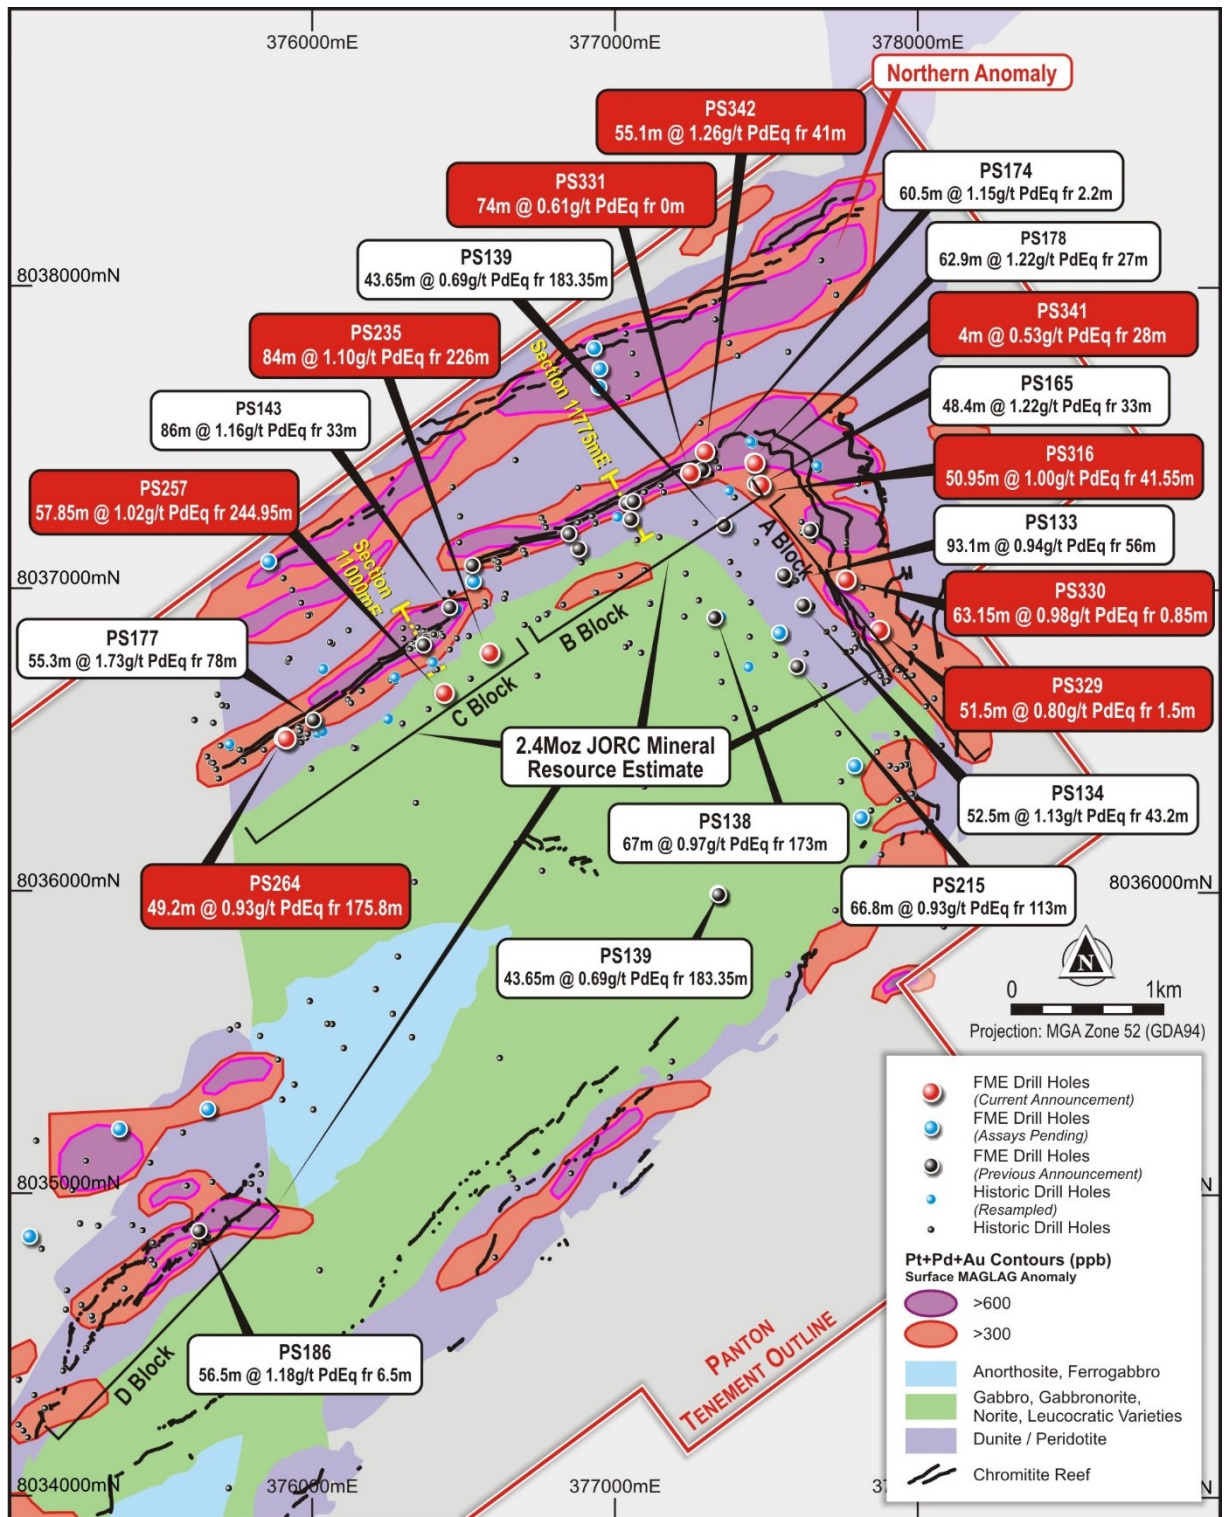 376000mE
377000mE
378000mE
Northern Anomaly
PS342
55.1m @ 1.26g/t PdEq fr 41m
PS174
60.5m @ 1.15g/t PdEq fr 2.2m
PS331
74m @ 0.61g/t PdEq fr 0m
PS178
62.9m @ 1.22g/t PdEq fr 27m
PS139
43.65m @ 0.69g/t PdEq fr 183.35m
8038000mN
PS341
4m @ 0.53g/t PdEq fr 28m
PS235
84m @ 1.10g/t PdEq fr 226m
Section 11775mE
PS165
48.4m @ 1.22g/t PdEq fr 33m
PS143
86m @ 1.16g/t PdEq fr 33m
PS316
50.95m @ 1.00g/t PdEq fr 41.55m
PS257
57.85m @ 1.02g/t PdEq fr 244.95m
PS133
93.1m @ 0.94g/t PdEq fr 56m
A Block
Section
11000mE
8037000mN
PS330
63.15m @ 0.98g/t PdEq fr 0.85m
B Block
PS177
55.3m @ 1.73g/t PdEq fr 78m
C Block
PS329
51.5m @ 0.80g/t PdEq fr 1.5m
2.4Moz JORC Mineral
Resource Estimate
PS134
52.5m @ 1.13g/t PdEq fr 43.2m
PS138
67m @ 0.97g/t PdEq fr 173m
PS264
49.2m @ 0.93g/t PdEq fr 175.8m
8036000mN
8036000mN
PS215
66.8m @ 0.93g/t PdEq fr 113m
PS139
43.65m @ 0.69g/t PdEq fr 183.35m
N
0 1km
Projection: MGA Zone 52 (GDA94)
FME Drill Holes
(Current Announcement)
FME Drill Holes
(Assays Pending)
FME Drill Holes
(Previous Announcement)
Historic Drill Holes
(Resampled)
Historic Drill Holes
Pt+Pd+Au Contours (ppb)
Surface MAGLAG Anomaly
>600
>300
Anorthosite, Ferrogabbro
Gabbro, Gabbronorite,
Norite, Leucocratic Varieties
Dunite / Peridotite
Chromitite Reef
8035000mN
N
PS186
56.5m @ 1.18g/t PdEq fr 6.5m
D Block
PANTON
TENEMENT OUTLINE
8034000mN
376000mE
377000mE
37